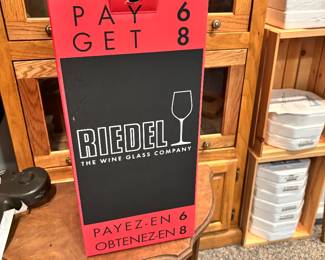 PAY 6
GET 8
RIEDEL
THE WINE GLASS COMPANY
PAYEZ-EN 6
OBTENEZ-EN 8